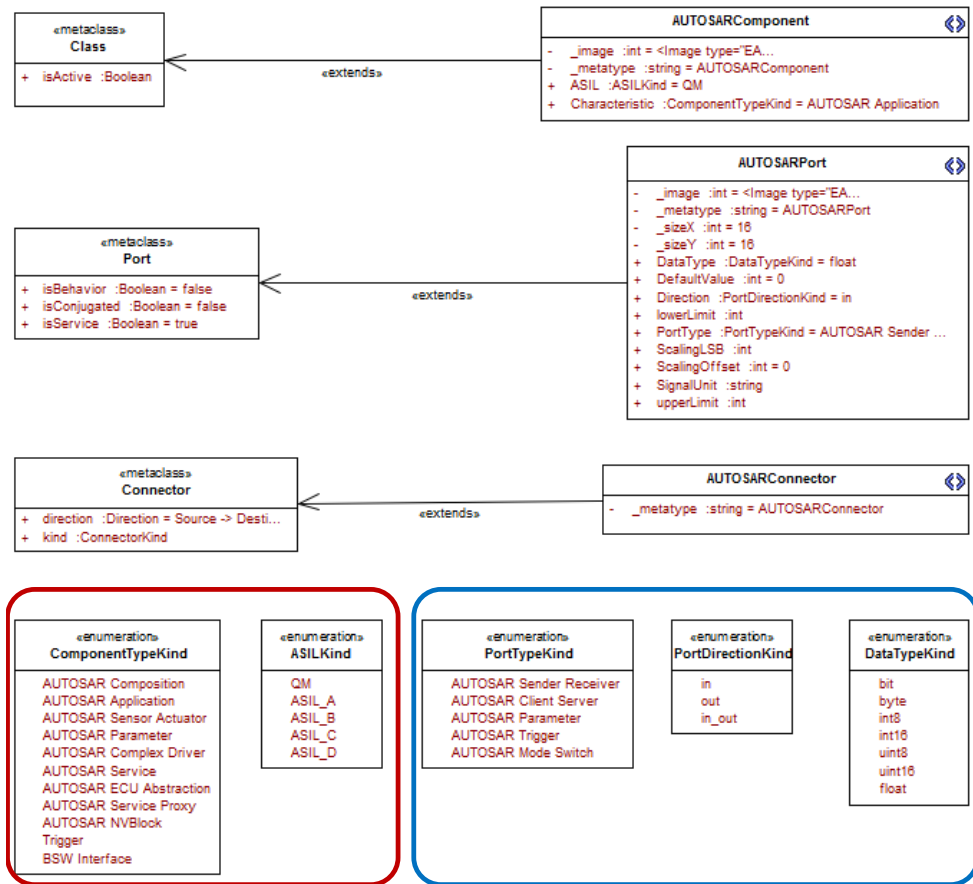 «metaclass»
Class
+ isActive :Boolean
«extends»
AUTOSARComponent
- _image :int = <Image type="EA...
- _metatype :string = AUTOSARComponent
+ ASIL :ASILKind = QM
+ Characteristic :ComponentTypeKind = AUTOSAR Application
«metaclass»
Port
+ isBehavior :Boolean = false
+ isConjugated :Boolean = false
+ isService :Boolean = true
«extends»
AUTOSARPort
- _image :int = <Image type="EA...
- _metatype :string = AUTOSARPort
- _sizeX :int = 16
- _sizeY :int = 16
+ DataType :DataTypeKind = float
+ DefaultValue :int = 0
+ Direction :PortDirectionKind = in
+ lowerLimit :int
+ PortType :PortTypeKind = AUTOSAR Sender ...
+ ScalingLSB :int
+ ScalingOffset :int = 0
+ SignalUnit :string
+ upperLimit :int
«metaclass»
Connector
+ direction :Direction = Source -> Desti...
+ kind :ConnectorKind
«extends»
AUTOSARConnector
- _metatype :string = AUTOSARConnector
«enumeration»
ComponentTypeKind
AUTOSAR Composition
AUTOSAR Application
AUTOSAR Sensor Actuator
AUTOSAR Parameter
AUTOSAR Complex Driver
AUTOSAR Service
AUTOSAR ECU Abstraction
AUTOSAR Service Proxy
AUTOSAR NVBlock
Trigger
BSW Interface
«enumeration»
ASILKind
QM
ASIL_A
ASIL_B
ASIL_C
ASIL_D
«enumeration»
PortTypeKind
AUTOSAR Sender Receiver
AUTOSAR Client Server
AUTOSAR Parameter
AUTOSAR Trigger
AUTOSAR Mode Switch
«enumeration»
PortDirectionKind
in
out
in_out
«enumeration»
DataTypeKind
bit
byte
int8
int16
uint8
uint16
float